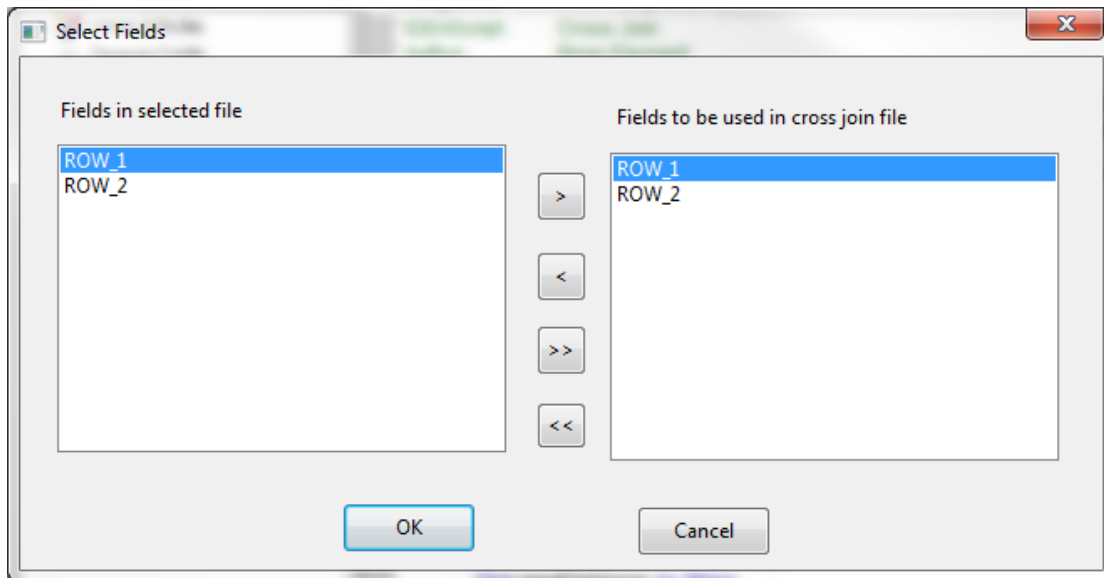 Select Fields
Fields in selected file
ROW_1
ROW_2
>
<
>>
<<
Fields to be used in cross join file
ROW_1
ROW_2
OK
Cancel